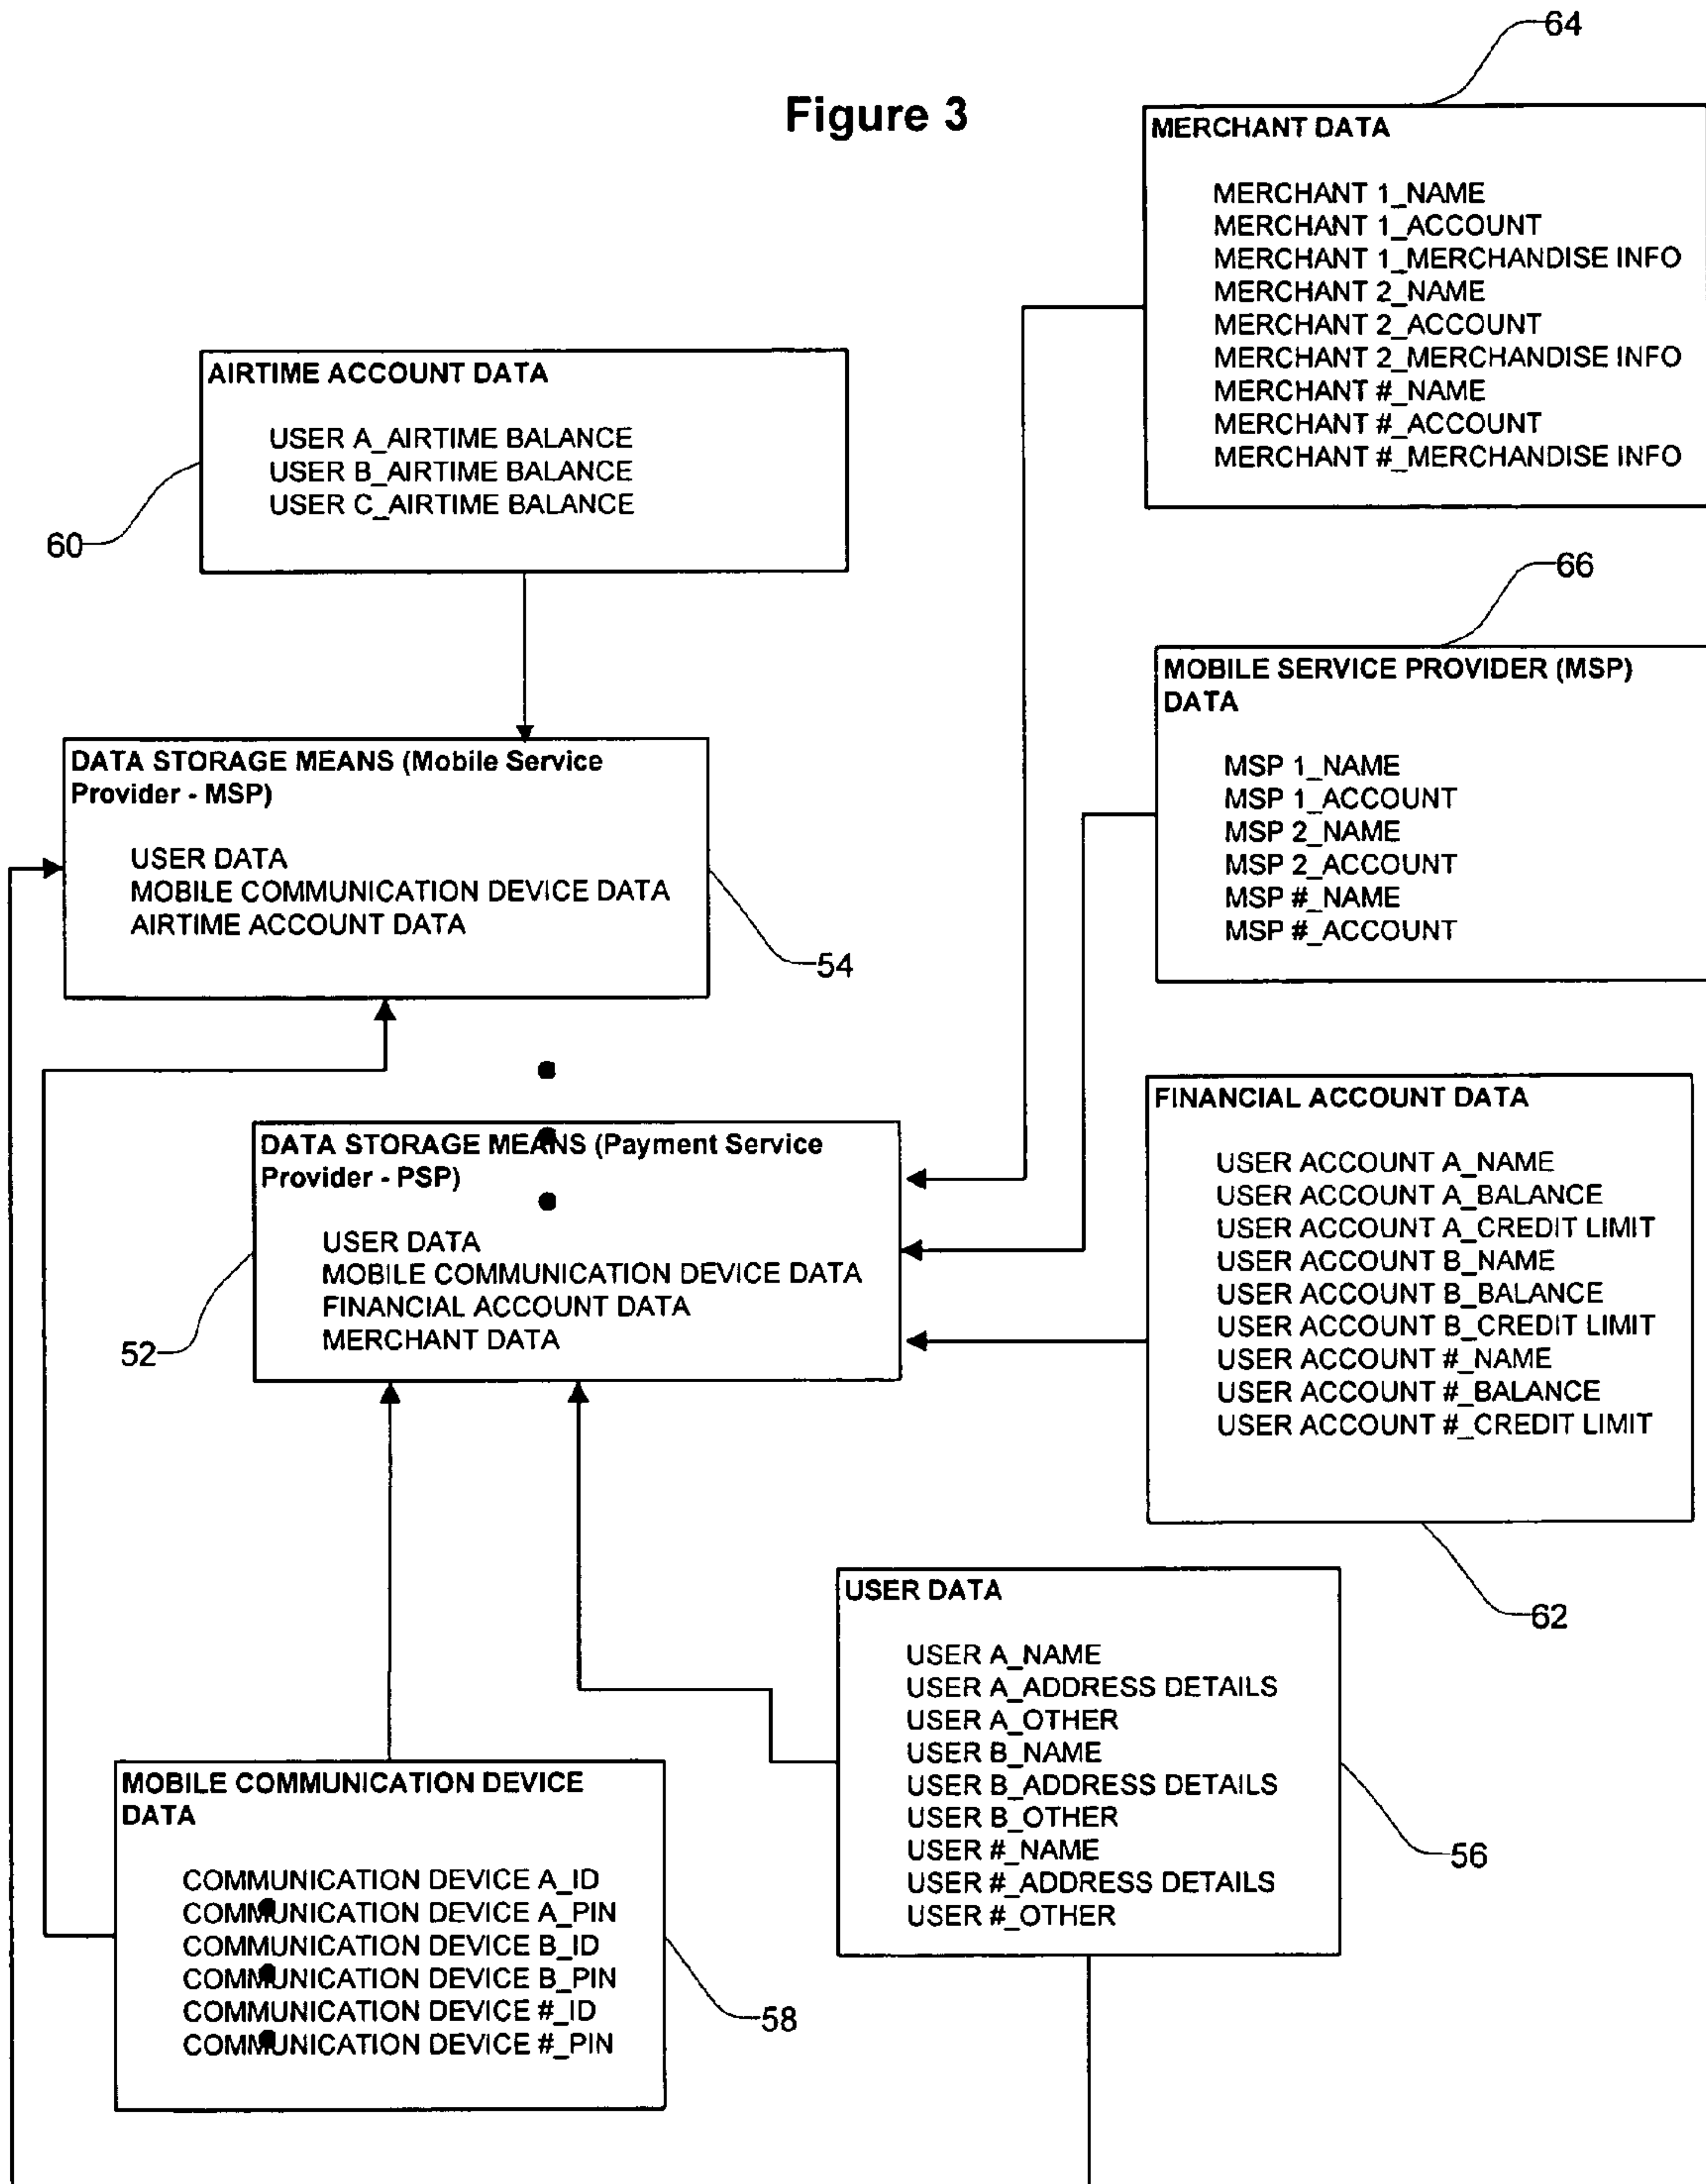 64
Figure 3
MERCHANT DATA
MERCHANT 1_NAME
MERCHANT 1_ACCOUNT
MERCHANT 1_MERCHANDISE INFO
MERCHANT 2_NAME
MERCHANT 2_ACCOUNT
MERCHANT 2_MERCHANDISE INFO
MERCHANT #_NAME
MERCHANT #_ACCOUNT
MERCHANT #_MERCHANDISE INFO
AIRTIME ACCOUNT DATA
USER A_AIRTIME BALANCE
USER B_AIRTIME BALANCE
USER C_AIRTIME BALANCE
60
66
MOBILE SERVICE PROVIDER (MSP)
DATA
MSP 1_NAME
MSP 1_ACCOUNT
MSP 2_NAME
MSP 2_ACCOUNT
MSP #_NAME
MSP #_ACCOUNT
DATA STORAGE MEANS (Mobile Service
Provider - MSP)
USER DATA
MOBILE COMMUNICATION DEVICE DATA
AIRTIME ACCOUNT DATA
54
DATA STORAGE MEANS (Payment Service
Provider - PSP)
USER DATA
MOBILE COMMUNICATION DEVICE DATA
FINANCIAL ACCOUNT DATA
MERCHANT DATA
52
FINANCIAL ACCOUNT DATA
USER ACCOUNT A_NAME
USER ACCOUNT A_BALANCE
USER ACCOUNT A_CREDIT LIMIT
USER ACCOUNT B_NAME
USER ACCOUNT B_BALANCE
USER ACCOUNT B_CREDIT LIMIT
USER ACCOUNT #_NAME
USER ACCOUNT #_BALANCE
USER ACCOUNT #_CREDIT LIMIT
62
USER DATA
USER A_NAME
USER A_ADDRESS DETAILS
USER A_OTHER
USER B_NAME
USER B_ADDRESS DETAILS
USER B_OTHER
USER #_NAME
USER #_ADDRESS DETAILS
USER #_OTHER
56
MOBILE COMMUNICATION DEVICE
DATA
COMMUNICATION DEVICE A_ID
COMMUNICATION DEVICE A_PIN
COMMUNICATION DEVICE B_ID
COMMUNICATION DEVICE B_PIN
COMMUNICATION DEVICE #_ID
COMMUNICATION DEVICE #_PIN
58